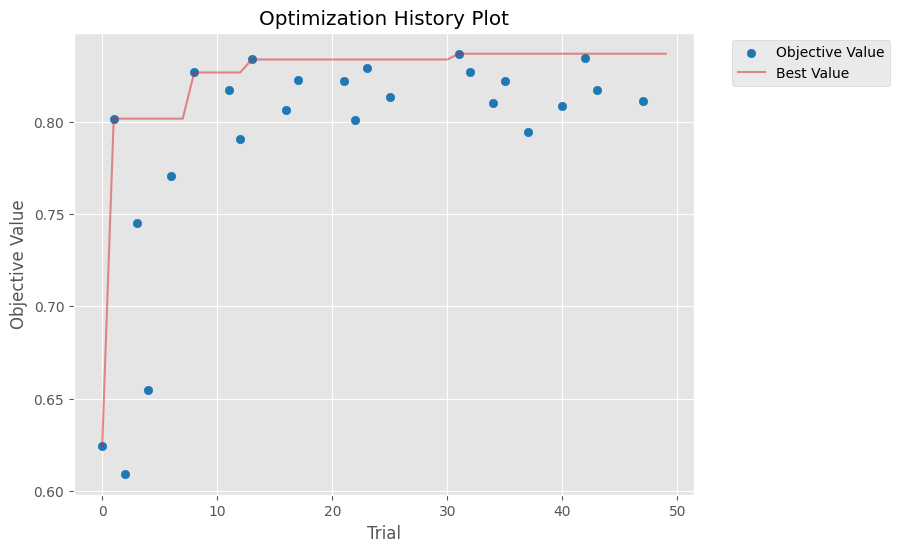 Optimization History Plot
Objective Value
Best Value
0.80
0.75
0.70
0.65
0.60
Objective Value
0
10
20
30
40
50
Trial